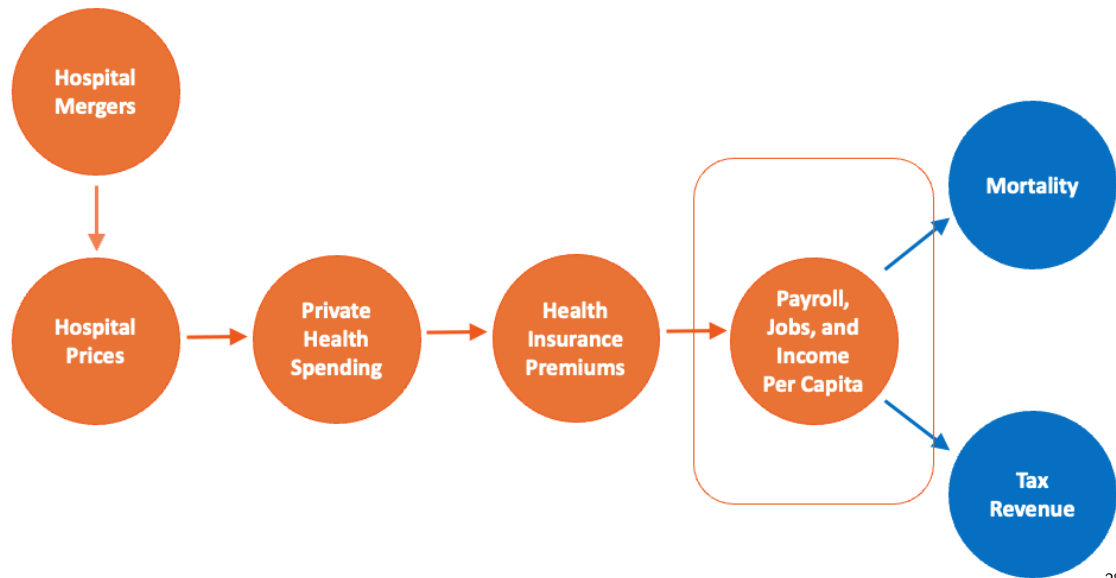 Hospital
Mergers
Hospital
Prices
Private
Health
Spending
Health
Insurance
Premiums
Payroll,
Jobs, and
Income
Per Capita
Mortality
Tax
Revenue